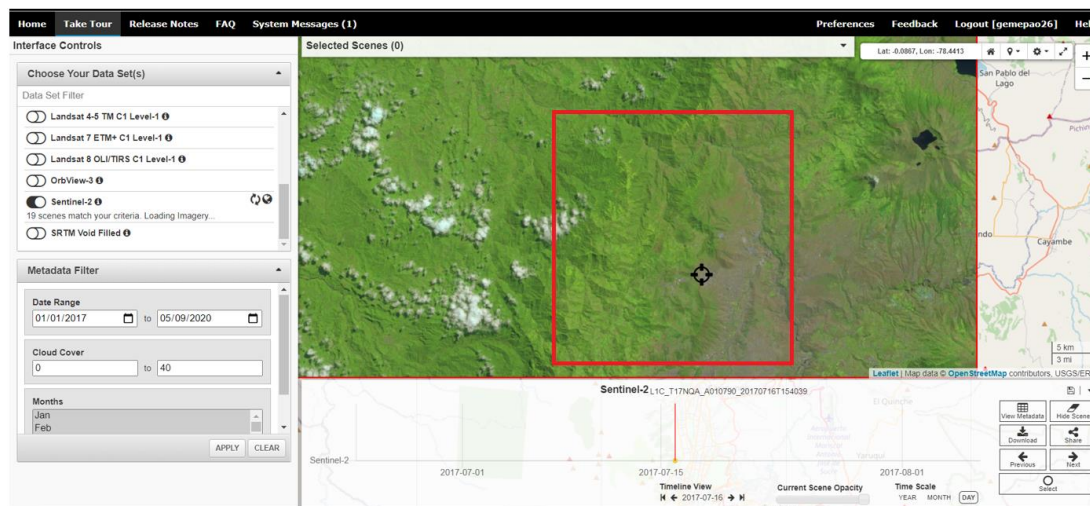 Home Take Tour Release Notes FAQ System Messages (1) Preferences Feedback Logout [gemepao26] Hel
Interface Controls
Choose Your Data Set(s)
Data Set Filter
Landsat 4-5 TM C1 Level-1
Landsat 7 ETM+ C1 Level-1
Landsat 8 OLI/TIRS C1 Level-1
OrbView-3
Sentinel-2
19 scenes match your criteria. Loading Imagery...
SRTM Void Filled
Metadata Filter
Date Range
01/01/2017 to 05/09/2020
Cloud Cover
0 to 40
Months
Jan
Feb
APPLY CLEAR
Selected Scenes (0)
Lat: -0.0867, Lon: -78.4413
San Pablo del
Lago
Pichin
ndo
Cayambe
5 km
3 mi
Leaflet | Map data © OpenStreetMap contributors, USGS/ER
Sentinel-2 L1C_T17NQA_A010790_20170716T154039
El Quinche
Yaruquí
Sentinel-2
2017-07-01 2017-07-15 2017-08-01
Timeline View
2017-07-16
Current Scene Opacity
Time Scale
YEAR MONTH DAY
View Metadata Hide Scene
Download Share
Previous Next
Select